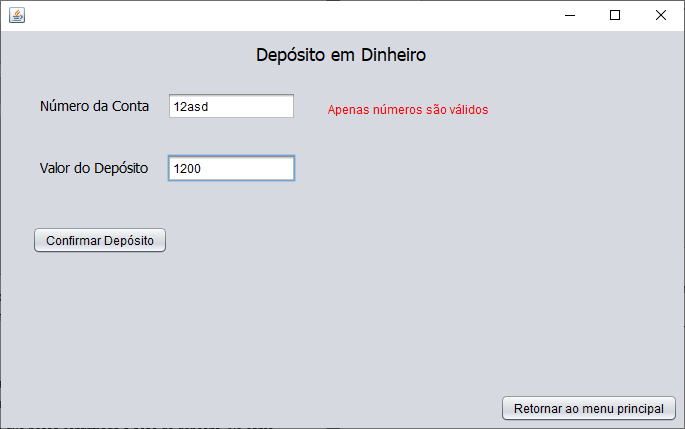 Depósito em Dinheiro
Número da Conta 12asd Apenas números são válidos
Valor do Depósito 1200
Confirmar Depósito
Retornar ao menu principal